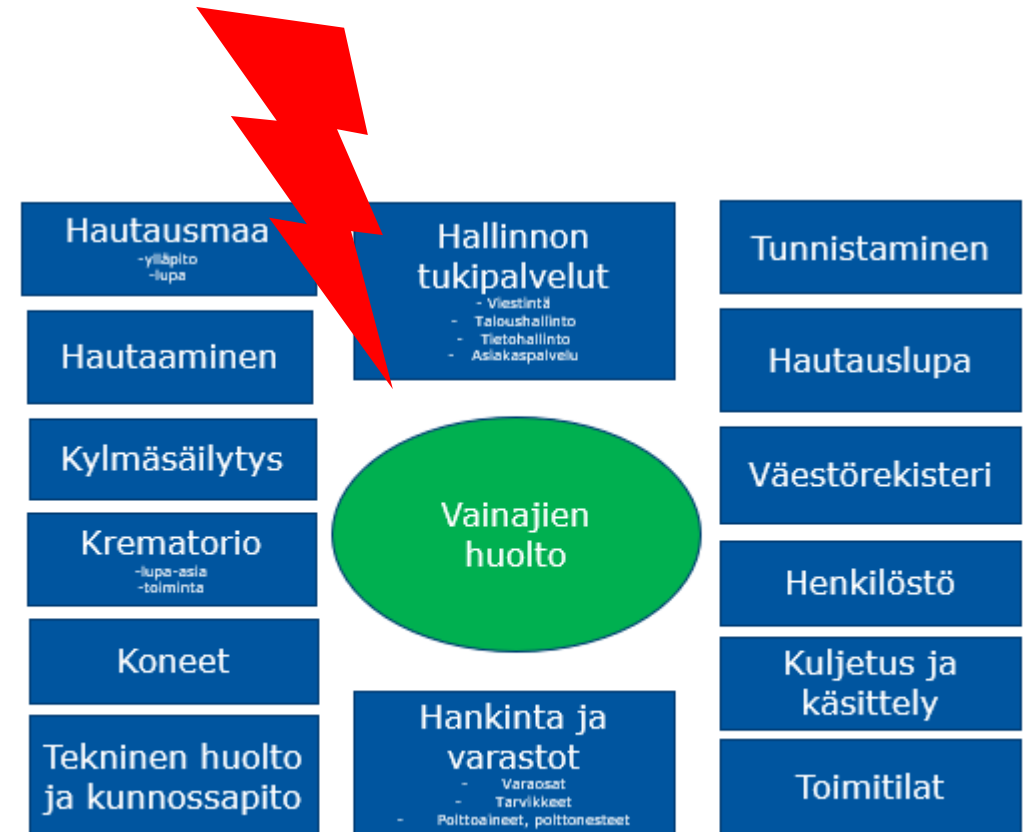 Hautausmaa
-ylläpito
-lupa
Hautaaminen
Kylmäsäilytys
Krematorio
-lupa-asia
-toiminta
Koneet
Tekninen huolto
ja kunnossapito
Hallinnon
tukipalvelut
- Viestintä
- Taloushallinto
- Tietohallinto
- Asiakaspalvelu
Vainajien
huolto
Hankinta ja
varastot
- Varaosat
- Tarvikkeet
- Polttoaineet, polttonesteet
Tunnistaminen
Hautauslupa
Väestörekisteri
Henkilöstö
Kuljetus ja
käsittely
Toimitilat